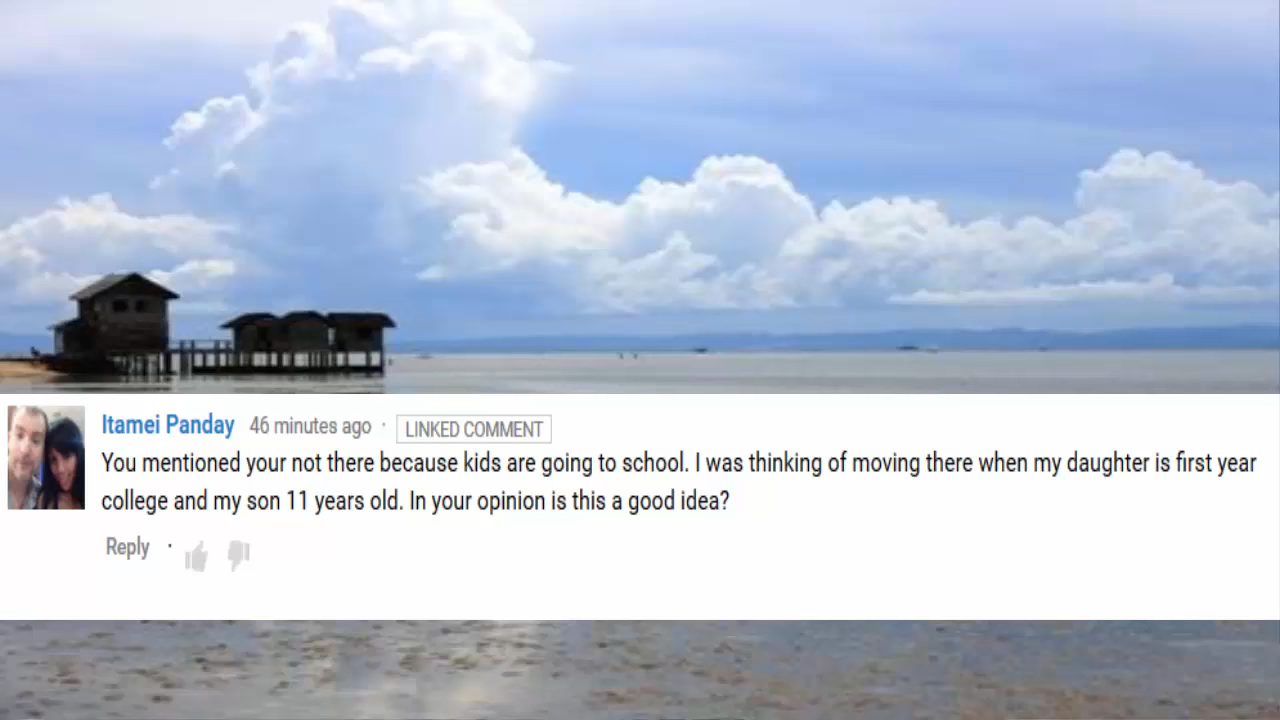 Itamei Panday 46 minutes ago · LINKED COMMENT
You mentioned your not there because kids are going to school. I was thinking of moving there when my daughter is first year
college and my son 11 years old. In your opinion is this a good idea?
Reply ·